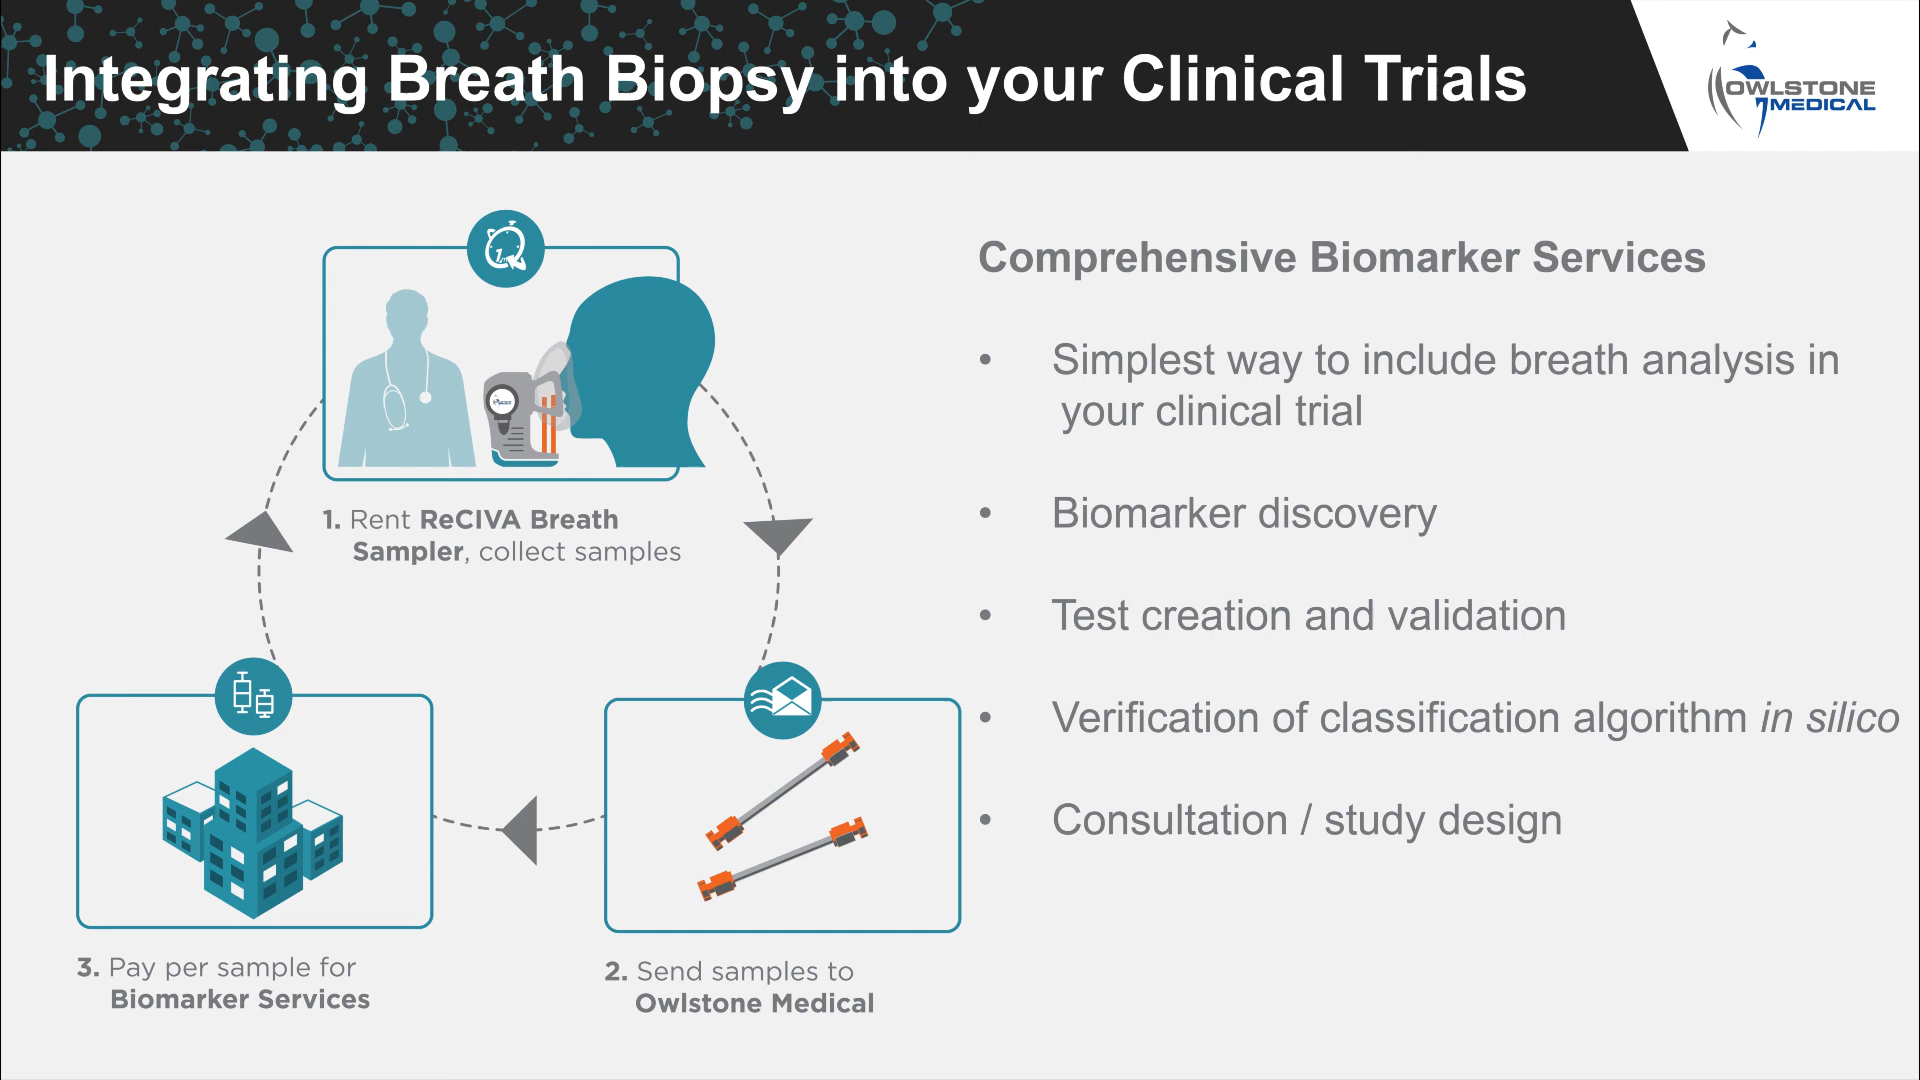 Integrating Breath Biopsy into your Clinical Trials
OWLSTONE
MEDICAL
1. Rent ReCIVA Breath
Sampler, collect samples
3. Pay per sample for
Biomarker Services
2. Send samples to
Owlstone Medical
Comprehensive Biomarker Services
• Simplest way to include breath analysis in
your clinical trial
• Biomarker discovery
• Test creation and validation
• Verification of classification algorithm in silico
• Consultation / study design